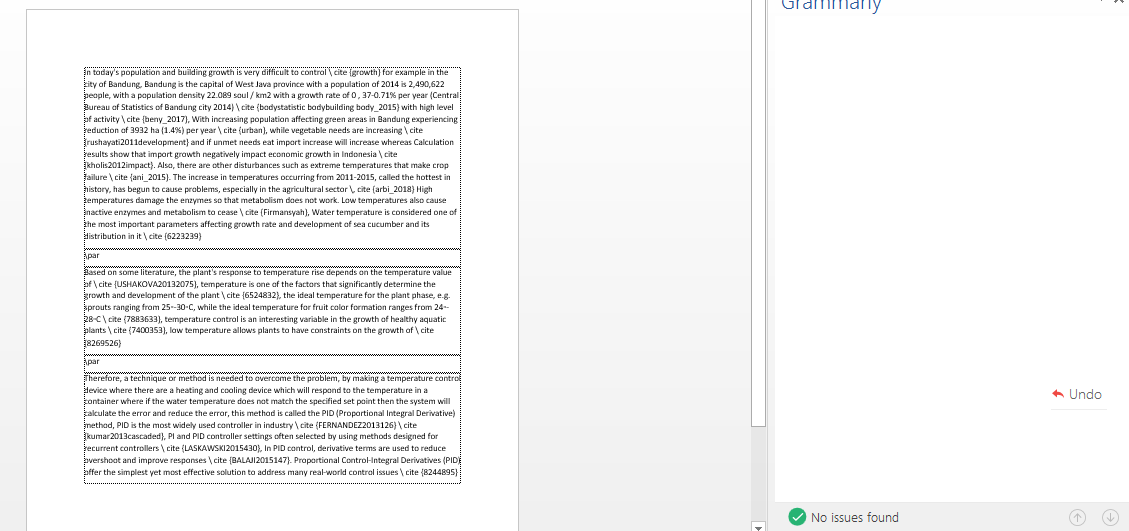 Grammarly
In today's population and building growth is very difficult to control \ cite {growth} for example in the
city of Bandung, Bandung is the capital of West Java province with a population of 2014 is 2,490,622
people, with a population density 22.089 soul / km2 with a growth rate of 0 , 37-0.71% per year (Central
Bureau of Statistics of Bandung city 2014) \ cite {bodystatistic bodybuilding body_2015} with high level
of activity \ cite {beny_2017}, With increasing population affecting green areas in Bandung experiencing
reduction of 3932 ha (1.4%) per year \ cite {urban}, while vegetable needs are increasing \ cite
{rushayati2011development} and if unmet needs eat import increase will increase whereas Calculation
results show that import growth negatively impact economic growth in Indonesia \ cite
{kholis2012impact}. Also, there are other disturbances such as extreme temperatures that make crop
failure \ cite {ani_2015}. The increase in temperatures occurring from 2011-2015, called the hottest in
history, has begun to cause problems, especially in the agricultural sector \, cite {arbi_2018} High
temperatures damage the enzymes so that metabolism does not work. Low temperatures also cause
inactive enzymes and metabolism to cease \ cite {Firmansyah}, Water temperature is considered one of
the most important parameters affecting growth rate and development of sea cucumber and its
distribution in it \ cite {6223239}
\par
Based on some literature, the plant's response to temperature rise depends on the temperature value
of \ cite {USHAKOVA20132075}, temperature is one of the factors that significantly determine the
growth and development of the plant \ cite {6524832}, the ideal temperature for the plant phase, e.g.
sprouts ranging from 25◦-30◦C, while the ideal temperature for fruit color formation ranges from 24◦-
28◦C \ cite {7883633}, temperature control is an interesting variable in the growth of healthy aquatic
plants \ cite {7400353}, low temperature allows plants to have constraints on the growth of \ cite
{8269526}
\par
Therefore, a technique or method is needed to overcome the problem, by making a temperature control
device where there are a heating and cooling device which will respond to the temperature in a
container where if the water temperature does not match the specified set point then the system will
calculate the error and reduce the error, this method is called the PID (Proportional Integral Derivative)
method, PID is the most widely used controller in industry \ cite {FERNANDEZ2013126} \ cite
{kumar2013cascaded}, PI and PID controller settings often selected by using methods designed for
recurrent controllers \ cite {LASKAWSKI2015430}, In PID control, derivative terms are used to reduce
overshoot and improve responses \ cite {BALAJI2015147}. Proportional Control-Integral Derivatives (PID)
offer the simplest yet most effective solution to address many real-world control issues \ cite {8244895}
Undo
No issues found